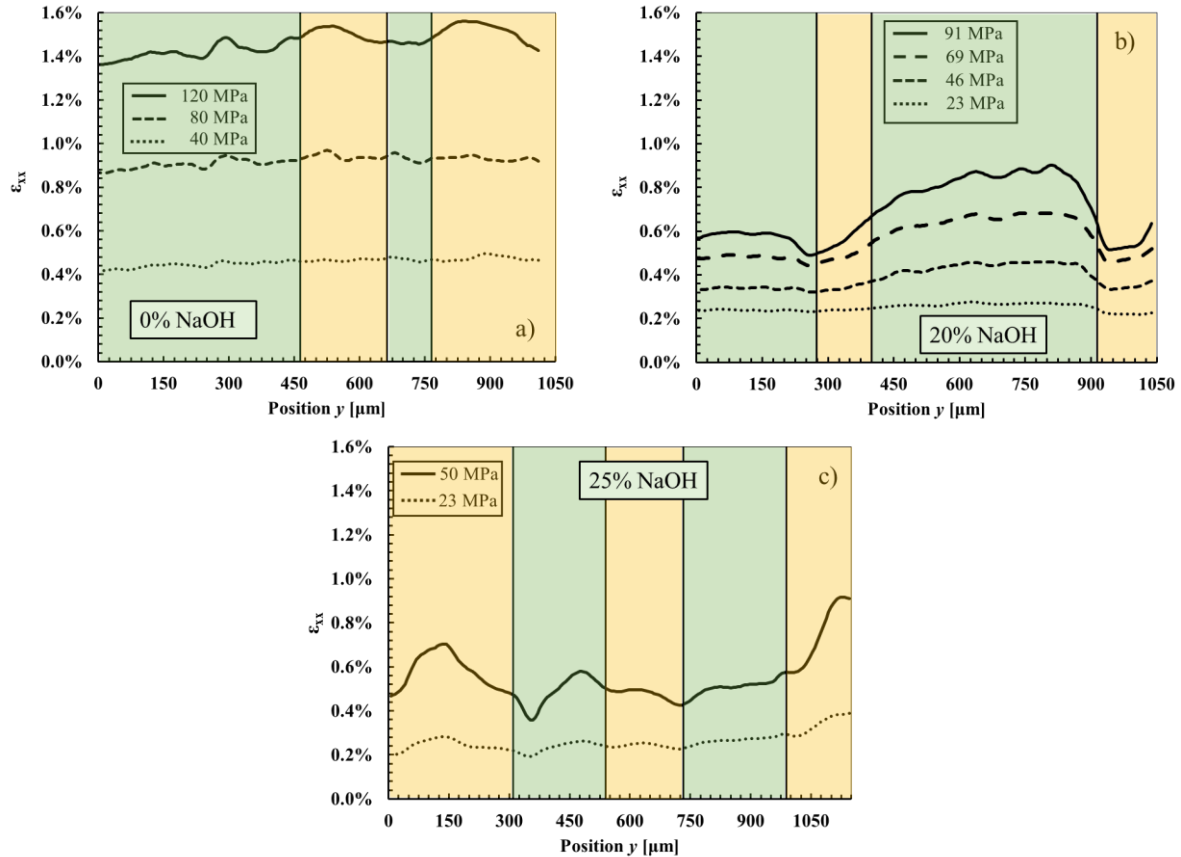 1.6%
1.4%
1.2%
1.0%
0.8%
0.6%
0.4%
0.2%
0.0%
εxx
120 MPa
80 MPa
40 MPa
0% NaOH
a)
0 150 300 450 600 750 900 1050
Position y [µm]
1.6%
1.4%
1.2%
1.0%
0.8%
0.6%
0.4%
0.2%
0.0%
εxx
b)
91 MPa
69 MPa
46 MPa
23 MPa
20% NaOH
0 150 300 450 600 750 900 1050
Position y [µm]
1.6%
1.4%
1.2%
1.0%
0.8%
0.6%
0.4%
0.2%
0.0%
εxx
50 MPa
23 MPa
25% NaOH
c)
0 150 300 450 600 750 900 1050
Position y [µm]